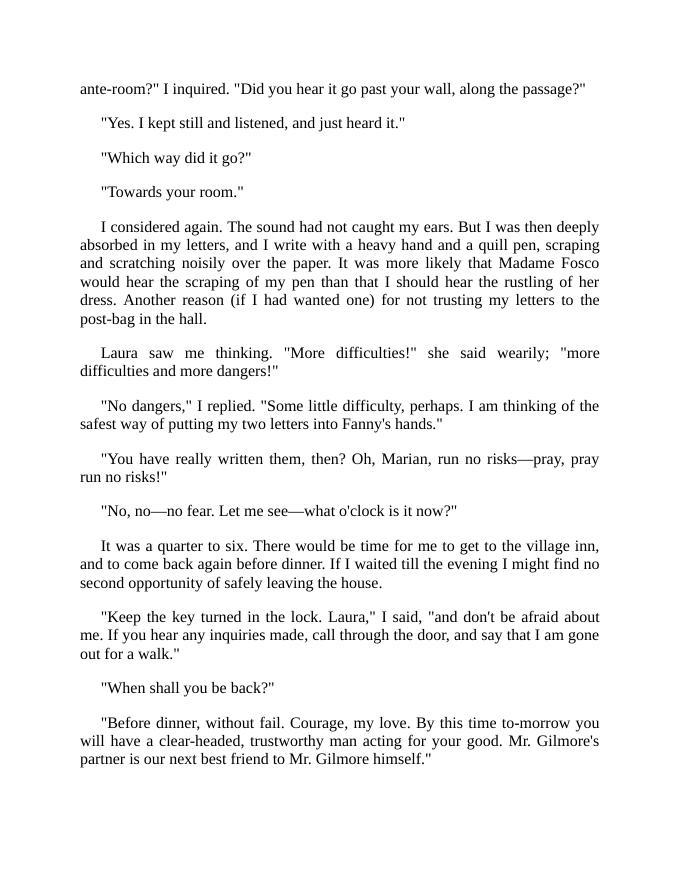 ante-room?" I inquired. "Did you hear it go past your wall, along the passage?"
"Yes. I kept still and listened, and just heard it."
"Which way did it go?"
"Towards your room."
I considered again. The sound had not caught my ears. But I was then deeply
absorbed in my letters, and I write with a heavy hand and a quill pen, scraping
and scratching noisily over the paper. It was more likely that Madame Fosco
would hear the scraping of my pen than that I should hear the rustling of her
dress. Another reason (if I had wanted one) for not trusting my letters to the
post-bag in the hall.
Laura saw me thinking. "More difficulties!" she said wearily; "more
difficulties and more dangers!"
"No dangers," I replied. "Some little difficulty, perhaps. I am thinking of the
safest way of putting my two letters into Fanny's hands."
"You have really written them, then? Oh, Marian, run no risks—pray, pray
run no risks!"
"No, no—no fear. Let me see—what o'clock is it now?"
It was a quarter to six. There would be time for me to get to the village inn,
and to come back again before dinner. If I waited till the evening I might find no
second opportunity of safely leaving the house.
"Keep the key turned in the lock. Laura," I said, "and don't be afraid about
me. If you hear any inquiries made, call through the door, and say that I am gone
out for a walk."
"When shall you be back?"
"Before dinner, without fail. Courage, my love. By this time to-morrow you
will have a clear-headed, trustworthy man acting for your good. Mr. Gilmore's
partner is our next best friend to Mr. Gilmore himself."